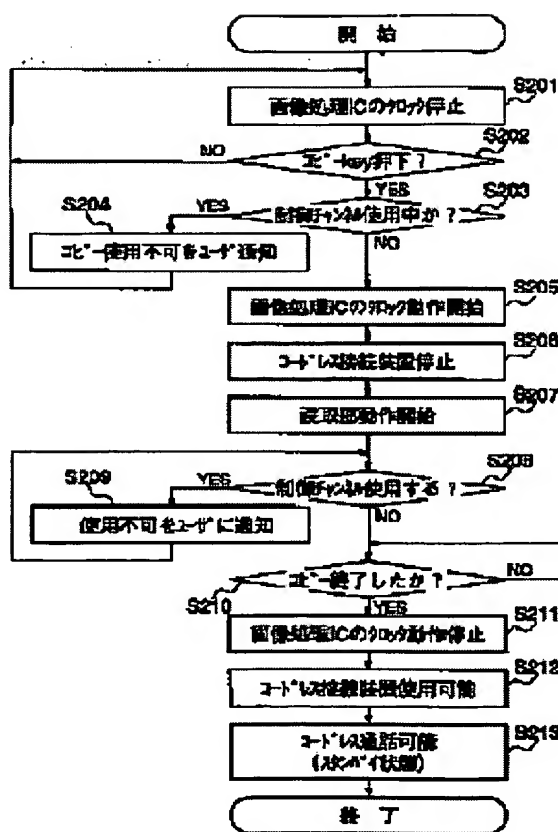 開 始
S201
画像処理ICのクロック停止
S202
NO
コピーkey押下？
YES
S203
S204
YES
制御チャンネル使用中か？
コピー使用不可をユーザ通知
NO
S205
画像処理ICのクロック動作開始
S206
コードレス接続装置停止
S207
読取部動作開始
S208
S209
YES
制御チャンネル使用する？
使用不可をユーザに通知
NO
コピー終了したか？
NO
S210
YES
S211
画像処理ICのクロック動作停止
S212
コードレス接続装置使用可能
S213
コードレス通話可能
(スタンバイ状態)
終 了